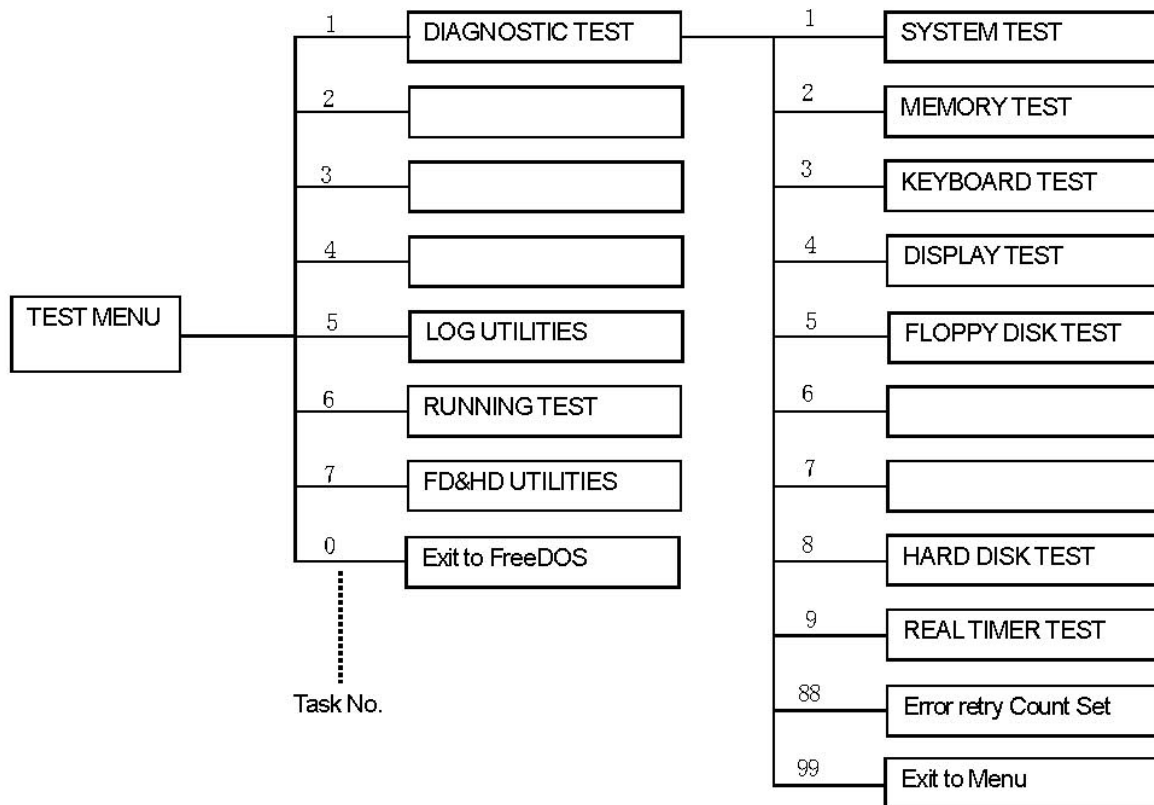 1 DIAGNOSTIC TEST
2
3
4
TEST MENU
5 LOG UTILITIES
6 RUNNING TEST
7 FD&HD UTILITIES
0 Exit to FreeDOS
Task No.
1 SYSTEM TEST
2 MEMORY TEST
3 KEYBOARD TEST
4 DISPLAY TEST
5 FLOPPY DISK TEST
6
7
8 HARD DISK TEST
9 REAL TIMER TEST
88 Error retry Count Set
99 Exit to Menu